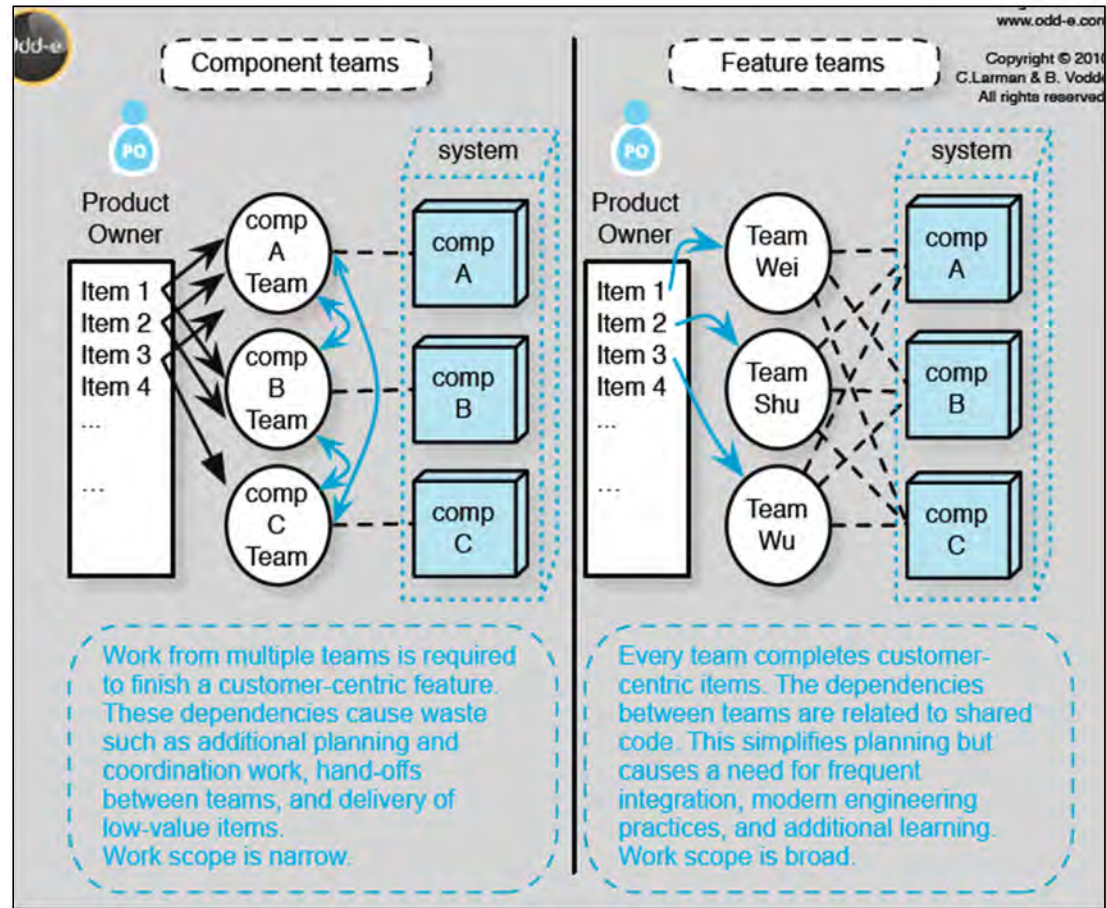 www.odd-e.com
Copyright © 2010
C.Larman & B. Vodde
All rights reserved
odd-e
Component teams
PO
Product
Owner
Item 1
Item 2
Item 3
Item 4
...
...
comp
A
Team
comp
B
Team
comp
C
Team
system
comp
A
comp
B
comp
C
Work from multiple teams is required
to finish a customer-centric feature.
These dependencies cause waste
such as additional planning and
coordination work, hand-offs
between teams, and delivery of
low-value items.
Work scope is narrow.
Feature teams
PO
Product
Owner
Item 1
Item 2
Item 3
Item 4
...
...
Team
Wei
Team
Shu
Team
Wu
system
comp
A
comp
B
comp
C
Every team completes customer-
centric items. The dependencies
between teams are related to shared
code. This simplifies planning but
causes a need for frequent
integration, modern engineering
practices, and additional learning.
Work scope is broad.